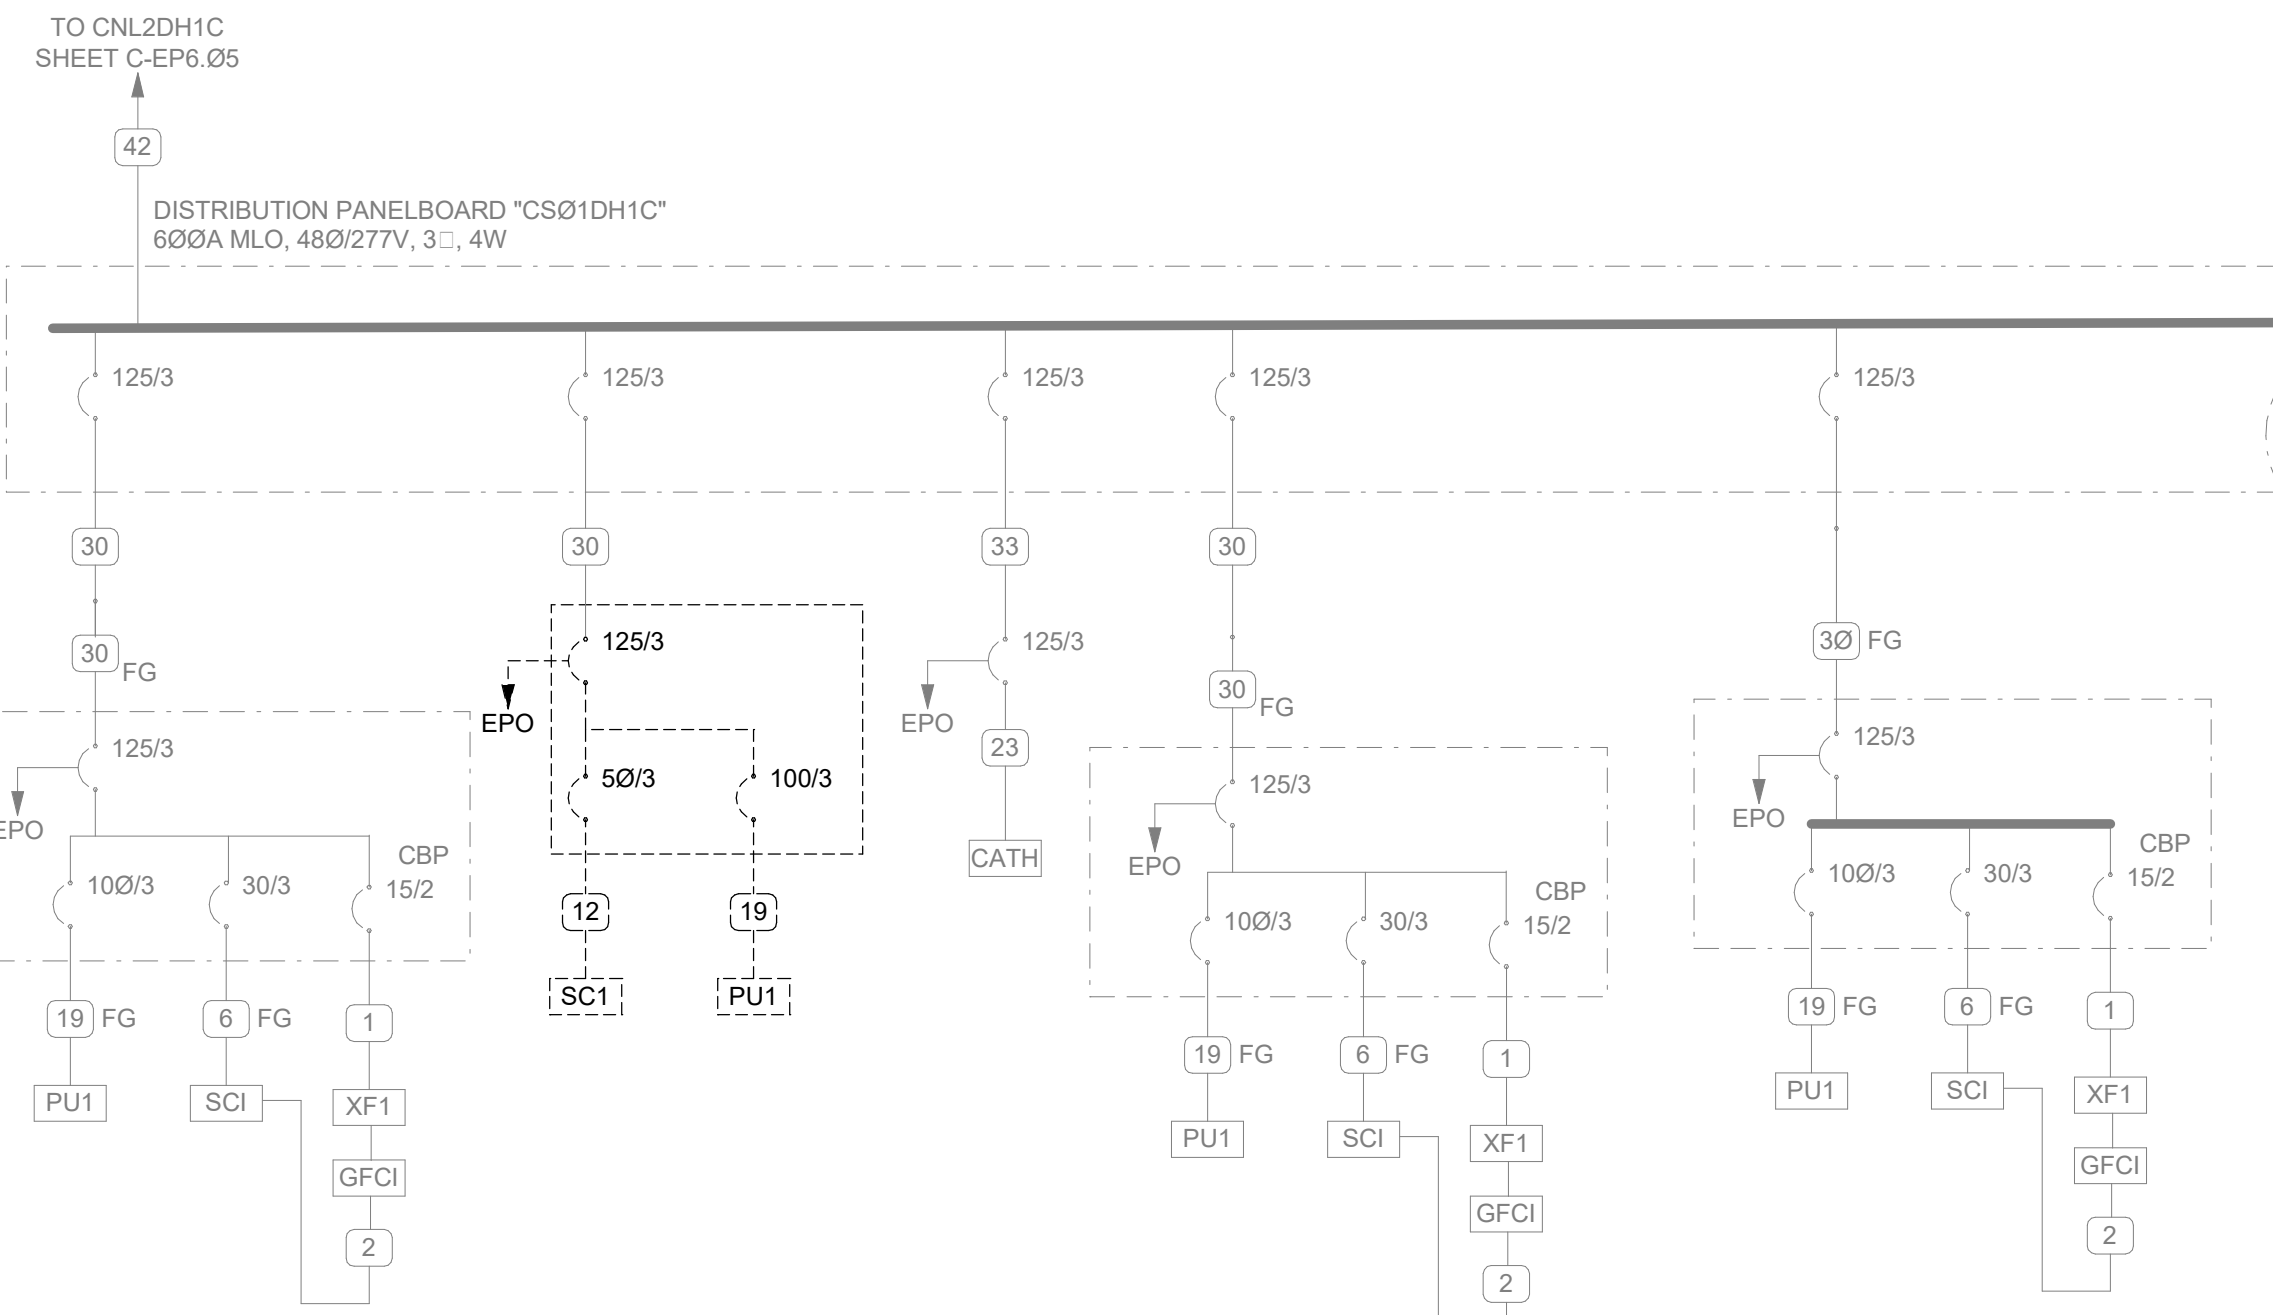 TO CNL2DH1C
SHEET C-EP6.Ø5
42
DISTRIBUTION PANELBOARD "CSØ1DH1C"
6ØØA MLO, 48Ø/277V, 3□, 4W
125/3
125/3
125/3
125/3
125/3
30
30
33
30
30
FG
125/3
EPO
125/3
EPO
3Ø FG
30
FG
125/3
EPO
CBP
10Ø/3
30/3
15/2
19 FG
6 FG
1
PU1
SCI
XF1
GFCI
2
5Ø/3
100/3
12
19
SC1
PU1
23
CATH
125/3
EPO
CBP
10Ø/3
30/3
15/2
19 FG
6 FG
1
PU1
SCI
XF1
GFCI
2
125/3
EPO
CBP
10Ø/3
30/3
15/2
19 FG
6 FG
1
PU1
SCI
XF1
GFCI
2